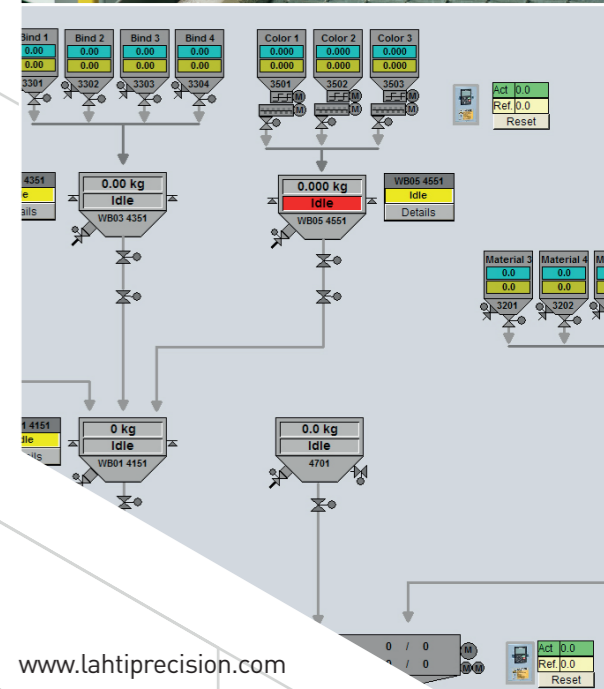 Bind 1 Bind 2 Bind 3 Bind 4 Color 1 Color 2 Color 3
0.00 0.00 0.00 0.00 0.000 0.000 0.000
0.00 0.00 0.00 0.00 0.000 0.000 0.000
3301 3302 3303 3304 3501 3502 3503
M M M
M M M
Act 0.0
Ref. 0.0
Reset
4351
0.00 kg
Idle
WB03 4351
0.000 kg
Idle
WB05 4551
WB05 4551
Idle
Details
Material 3 Material 4
0.0 0.0
0.0 0.0
3201 3202
4151
0 kg
Idle
WB01 4151
0.0 kg
Idle
4701
0 / 0
/ 0
M
M M
Act 0.0
Ref. 0.0
Reset
www.lahtiprecision.com